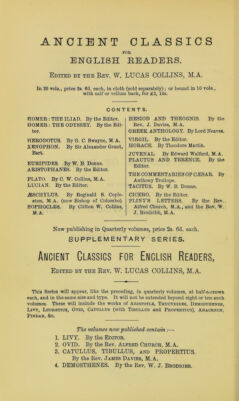 ANCIENT CLASSICS
FOR
ENGLISH READERS.
EDITED BY THE REV. W. LUCAS COLLINS, M.A.
In 20 vols., price 2s. 6d. each, in cloth (sold separately); or bound in 10 vols.,
with calf or vellum back, for £2, 10s.
CONTENTS.
HOMER: THE ILIAD. By the Editor.
HOMER: THE ODYSSEY. By the Editor.
HERODOTUS. By G. C. Swayne, M.A.
XENOPHON. By Sir Alexander Grant,
Bart.
EURIPIDES. By W. B. Donne.
ARISTOPHANES. By the Editor.
PLATO. By C. W. Collins, M.A.
LUCIAN. By the Editor.
ÆSCHYLUS. By Reginald S. Copleston,
M.A. (now Bishop of Colombo).
SOPHOCLES. By Clifton W. Collins,
M.A.
HESIOD AND THEOGNIS. By the
Rev. J. Davies, M.A.
GREEK ANTHOLOGY. By Lord Neaves.
VIRGIL. By the Editor.
HORACE. By Theodore Martin.
JUVENAL. By Edward Walford, M.A.
PLAUTUS AND TERENCE. By the
Editor.
THE COMMENTARIES OF CÆSAR. By
Anthony Trollope.
TACITUS. By W. B. Donne.
CICERO. By the Editor.
PLINY'S LETTERS. By the Rev.
Alfred Church, M.A., and the Rev. W.
J. Brodribb, M.A.
Now publishing in Quarterly volumes, price 2s. 6d. each.
SUPPLEMENTARY SERIES.
ANCIENT CLASSICS FOR ENGLISH READERS,
EDITED BY THE REV. W. LUCAS COLLINS, M.A.
This Series will appear, like the preceding, in quarterly volumes, at half-a-crown
each, and in the same size and type. It will not be extended beyond eight or ten such
volumes. These will include the works of ARISTOTLE, THUCYDIDES, DEMOSTHENES,
LIVY, LUCRETIUS, OVID, CATULLUS (with TIBULLUS and PROPERTIUS), ANACREON,
PINDAR, &c.
The volumes now published contain :—
1. LIVY. By the EDITOR.
2. OVID. By the REV. ALFRED CHURCH, M.A.
3. CATULLUS, TIBULLUS, AND PROPERTIUS.
By the REV. JAMES DAVIES, M.A.
4. DEMOSTHENES. By the REV. W. J. BRODRIBB.